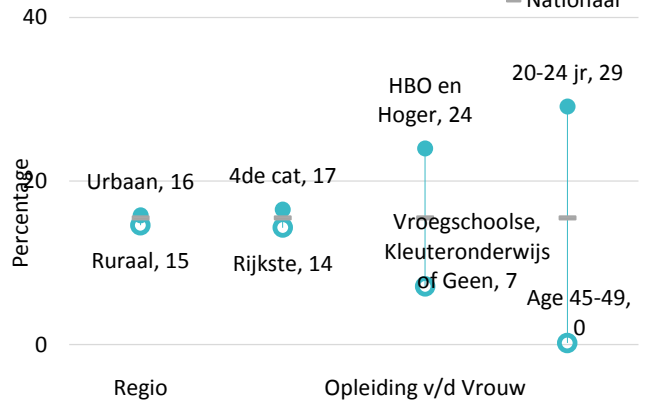 Nationaal
40
20-24 jr, 29
HBO en
Hoger, 24
Percentage
20
Urbaan, 16
4de cat, 17
Vroegschoolse,
Kleuteronderwijs
of Geen, 7
Ruraal, 15
Rijkste, 14
Age 45-49,
0
0
Regio
Opleiding v/d Vrouw